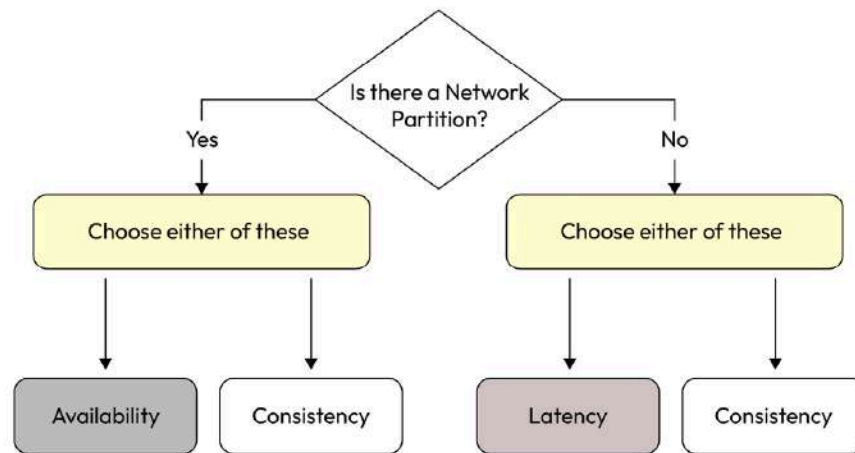 Is there a Network
Partition?
Yes
No
Choose either of these
Choose either of these
Availability
Consistency
Latency
Consistency